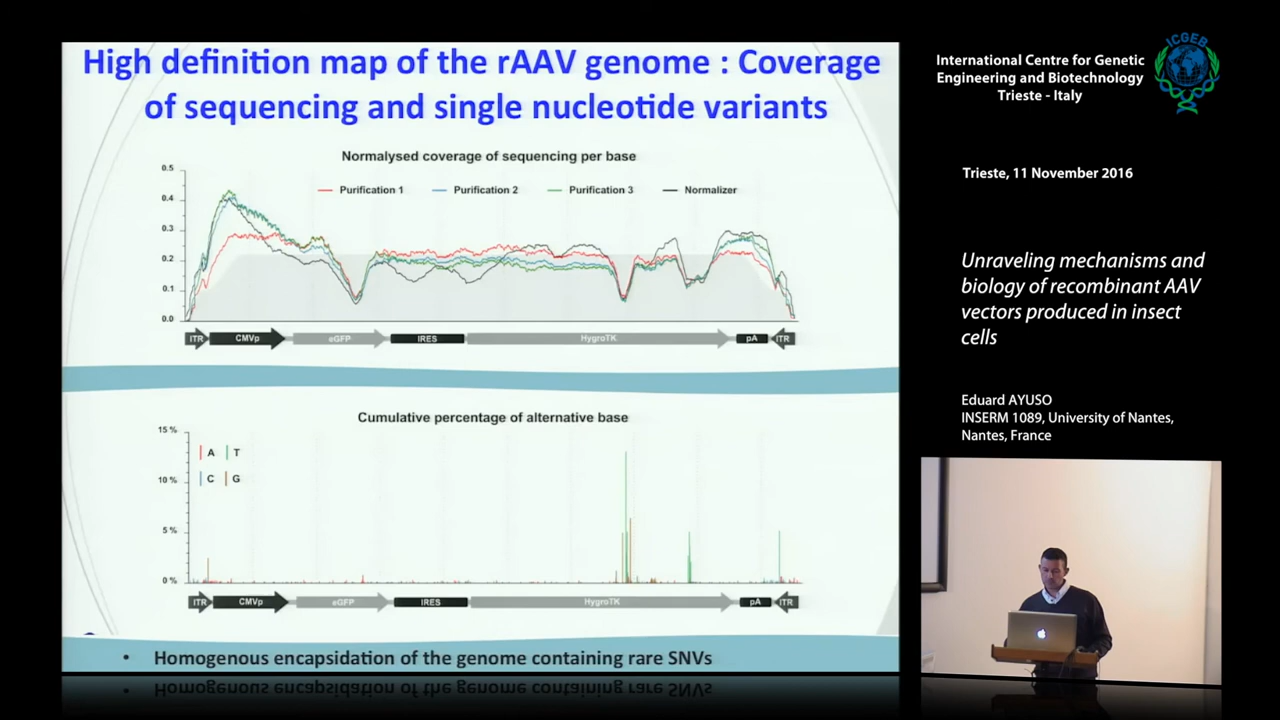 High definition map of the rAAV genome : Coverage
of sequencing and single nucleotide variants
Normalysed coverage of sequencing per base
Purification 1 Purification 2 Purification 3 Normalizer
0.5
0.4
0.3
0.2
0.1
0.0
ITR CMVp eGFP IRES HygroTK pA ITR
Cumulative percentage of alternative base
15 %
A T
C G
10 %
5 %
0 %
ITR CMVp eGFP IRES HygroTK pA ITR
• Homogenous encapsidation of the genome containing rare SNVs
ICGEB
International Centre for Genetic
Engineering and Biotechnology
Trieste - Italy
Trieste, 11 November 2016
Unraveling mechanisms and
biology of recombinant AAV
vectors produced in insect
cells
Eduard AYUSO
INSERM 1089, University of Nantes,
Nantes, France